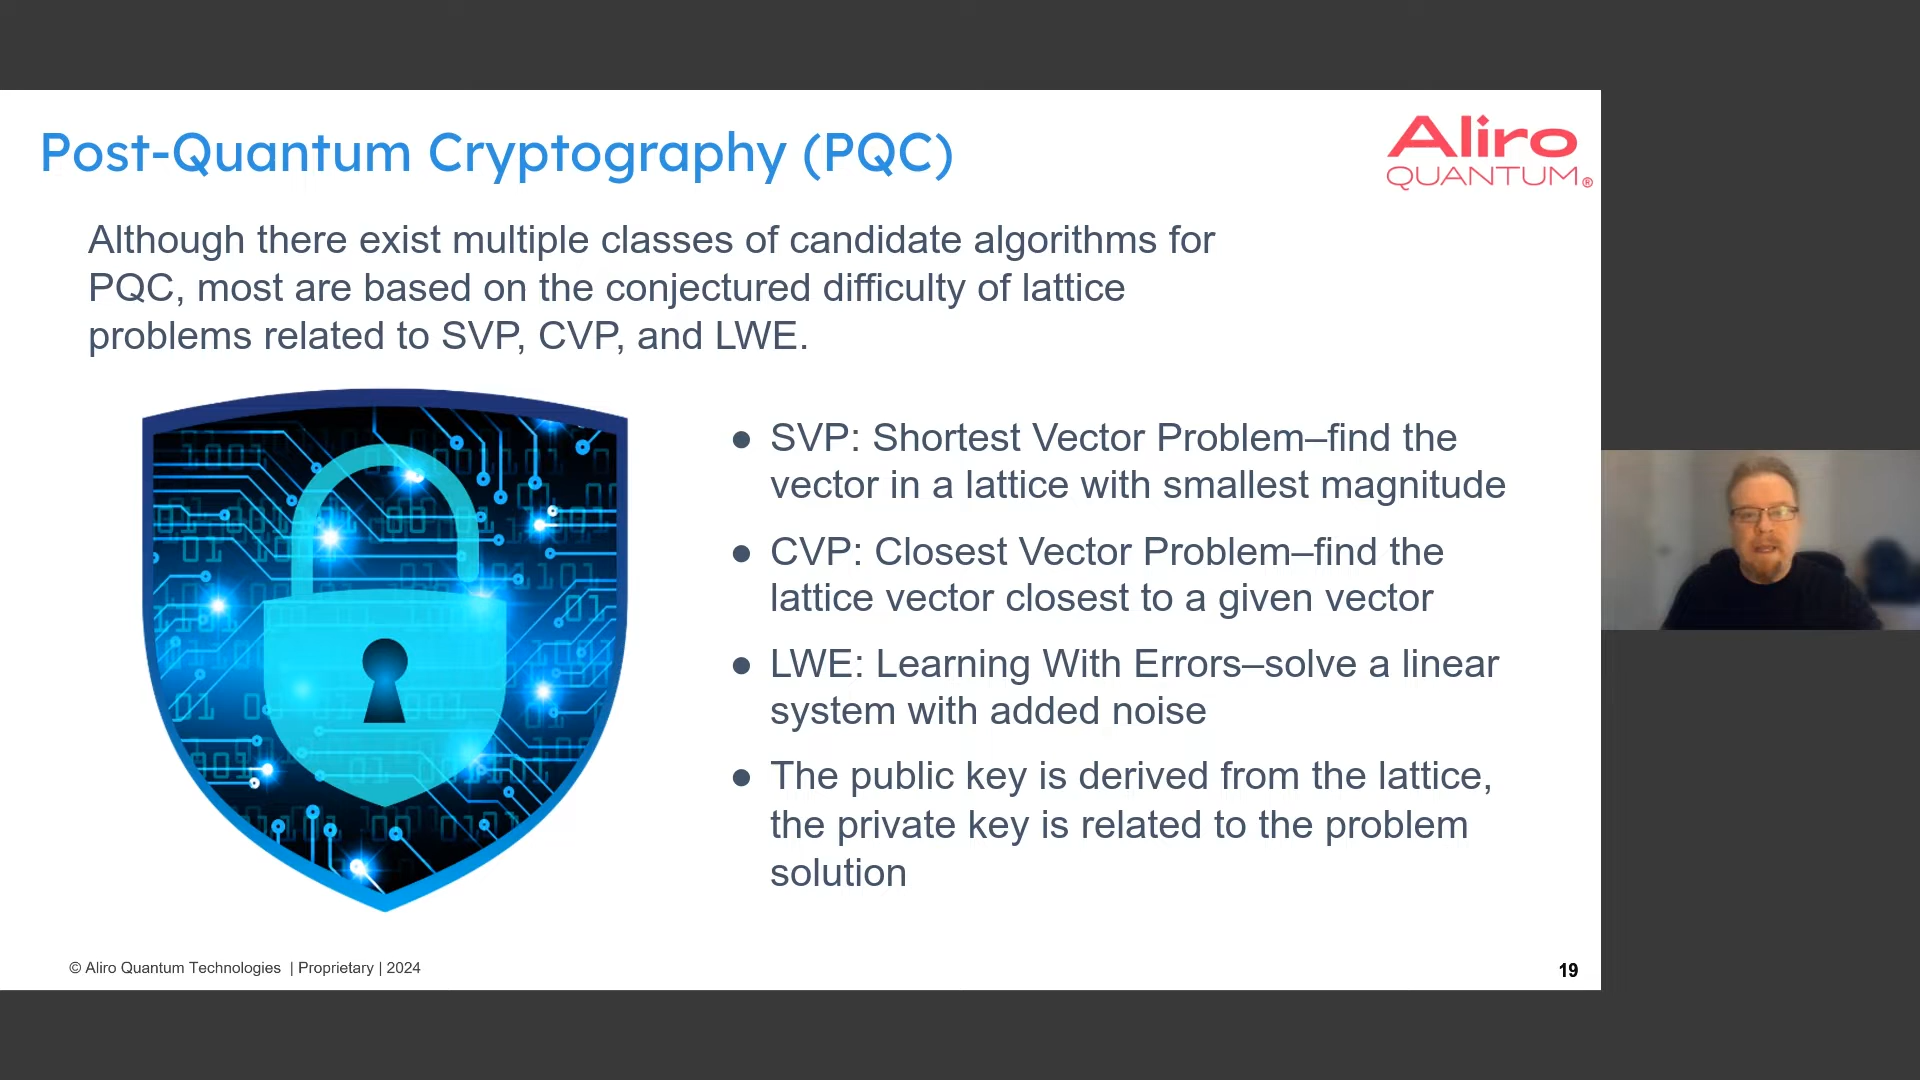 Post-Quantum Cryptography (PQC)
Aliro
QUANTUM®
Although there exist multiple classes of candidate algorithms for
PQC, most are based on the conjectured difficulty of lattice
problems related to SVP, CVP, and LWE.
● SVP: Shortest Vector Problem–find the
vector in a lattice with smallest magnitude
● CVP: Closest Vector Problem–find the
lattice vector closest to a given vector
● LWE: Learning With Errors–solve a linear
system with added noise
● The public key is derived from the lattice,
the private key is related to the problem
solution
© Aliro Quantum Technologies | Proprietary | 2024
19